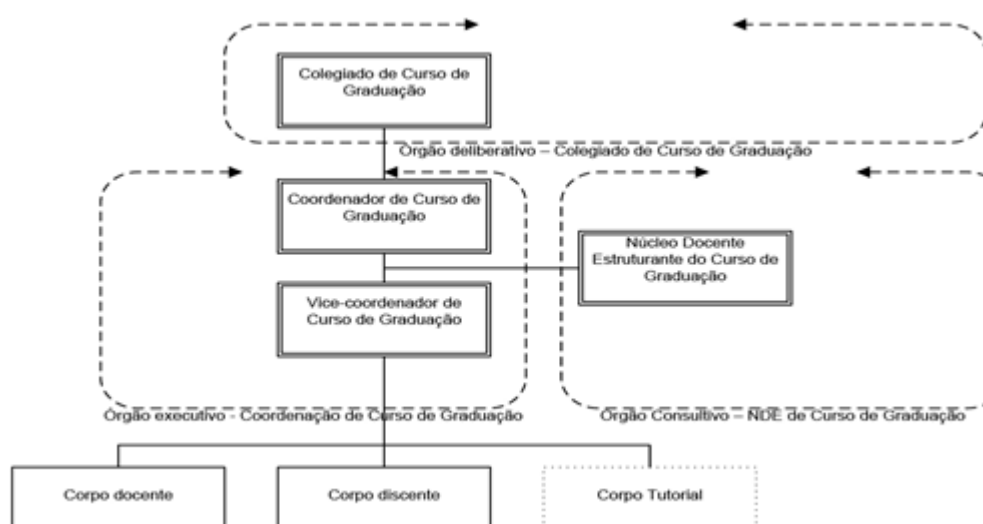 Colegiado de Curso de
Graduação
Órgão deliberativo – Colegiado de Curso de Graduação
Coordenador de Curso de
Graduação
Núcleo Docente
Estruturante do Curso de
Graduação
Vice-coordenador de
Curso de Graduação
Órgão executivo - Coordenação de Curso de Graduação
Órgão Consultivo – NDE de Curso de Graduação
Corpo docente
Corpo discente
Corpo Tutorial